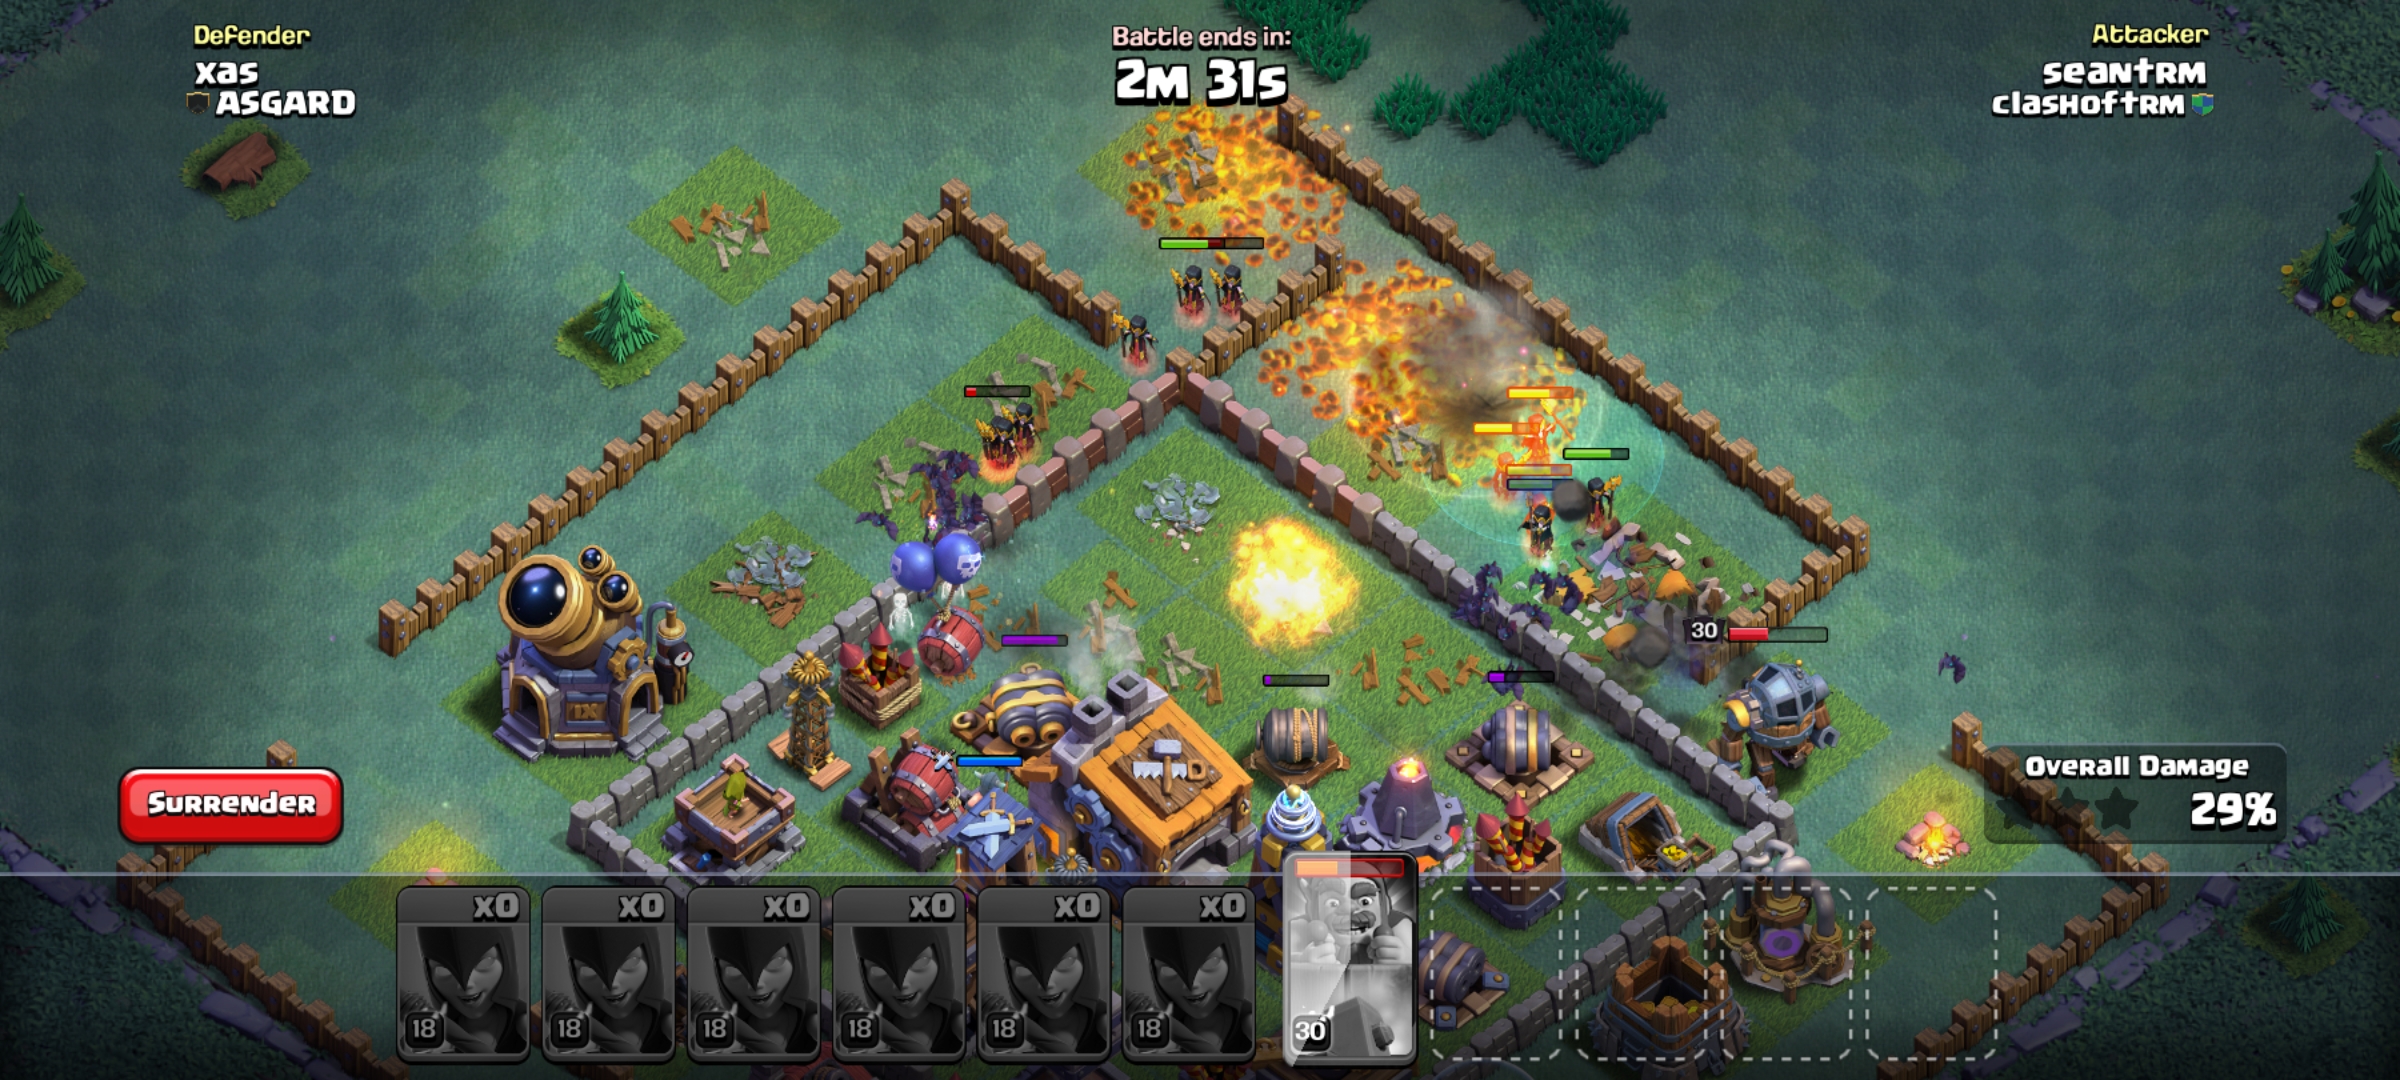 Defender
xas
ASGARD
Battle ends in:
2M 31s
Attacker
seantRM
clashoftRM
30
IX
Surrender
Overall Damage
29%
x0
x0
x0
x0
x0
x0
18
18
18
18
18
18
30